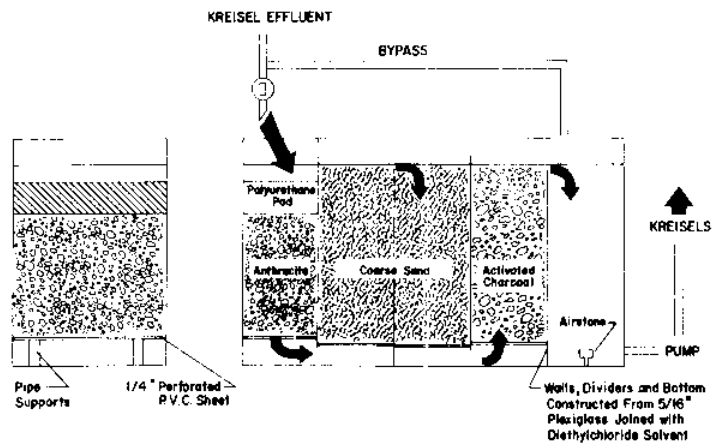 KREISEL EFFLUENT
BYPASS
Polyurethane
Pad
KREISELS
Anthracite
Coarse Sand
Activated
Charcoal
Airstone
PUMP
Pipe
Supports
1/4" Perforated
P.V.C. Sheet
Walls, Dividers and Bottom
Constructed From 5/16"
Plexiglass Joined with
Diethylchloride Solvent